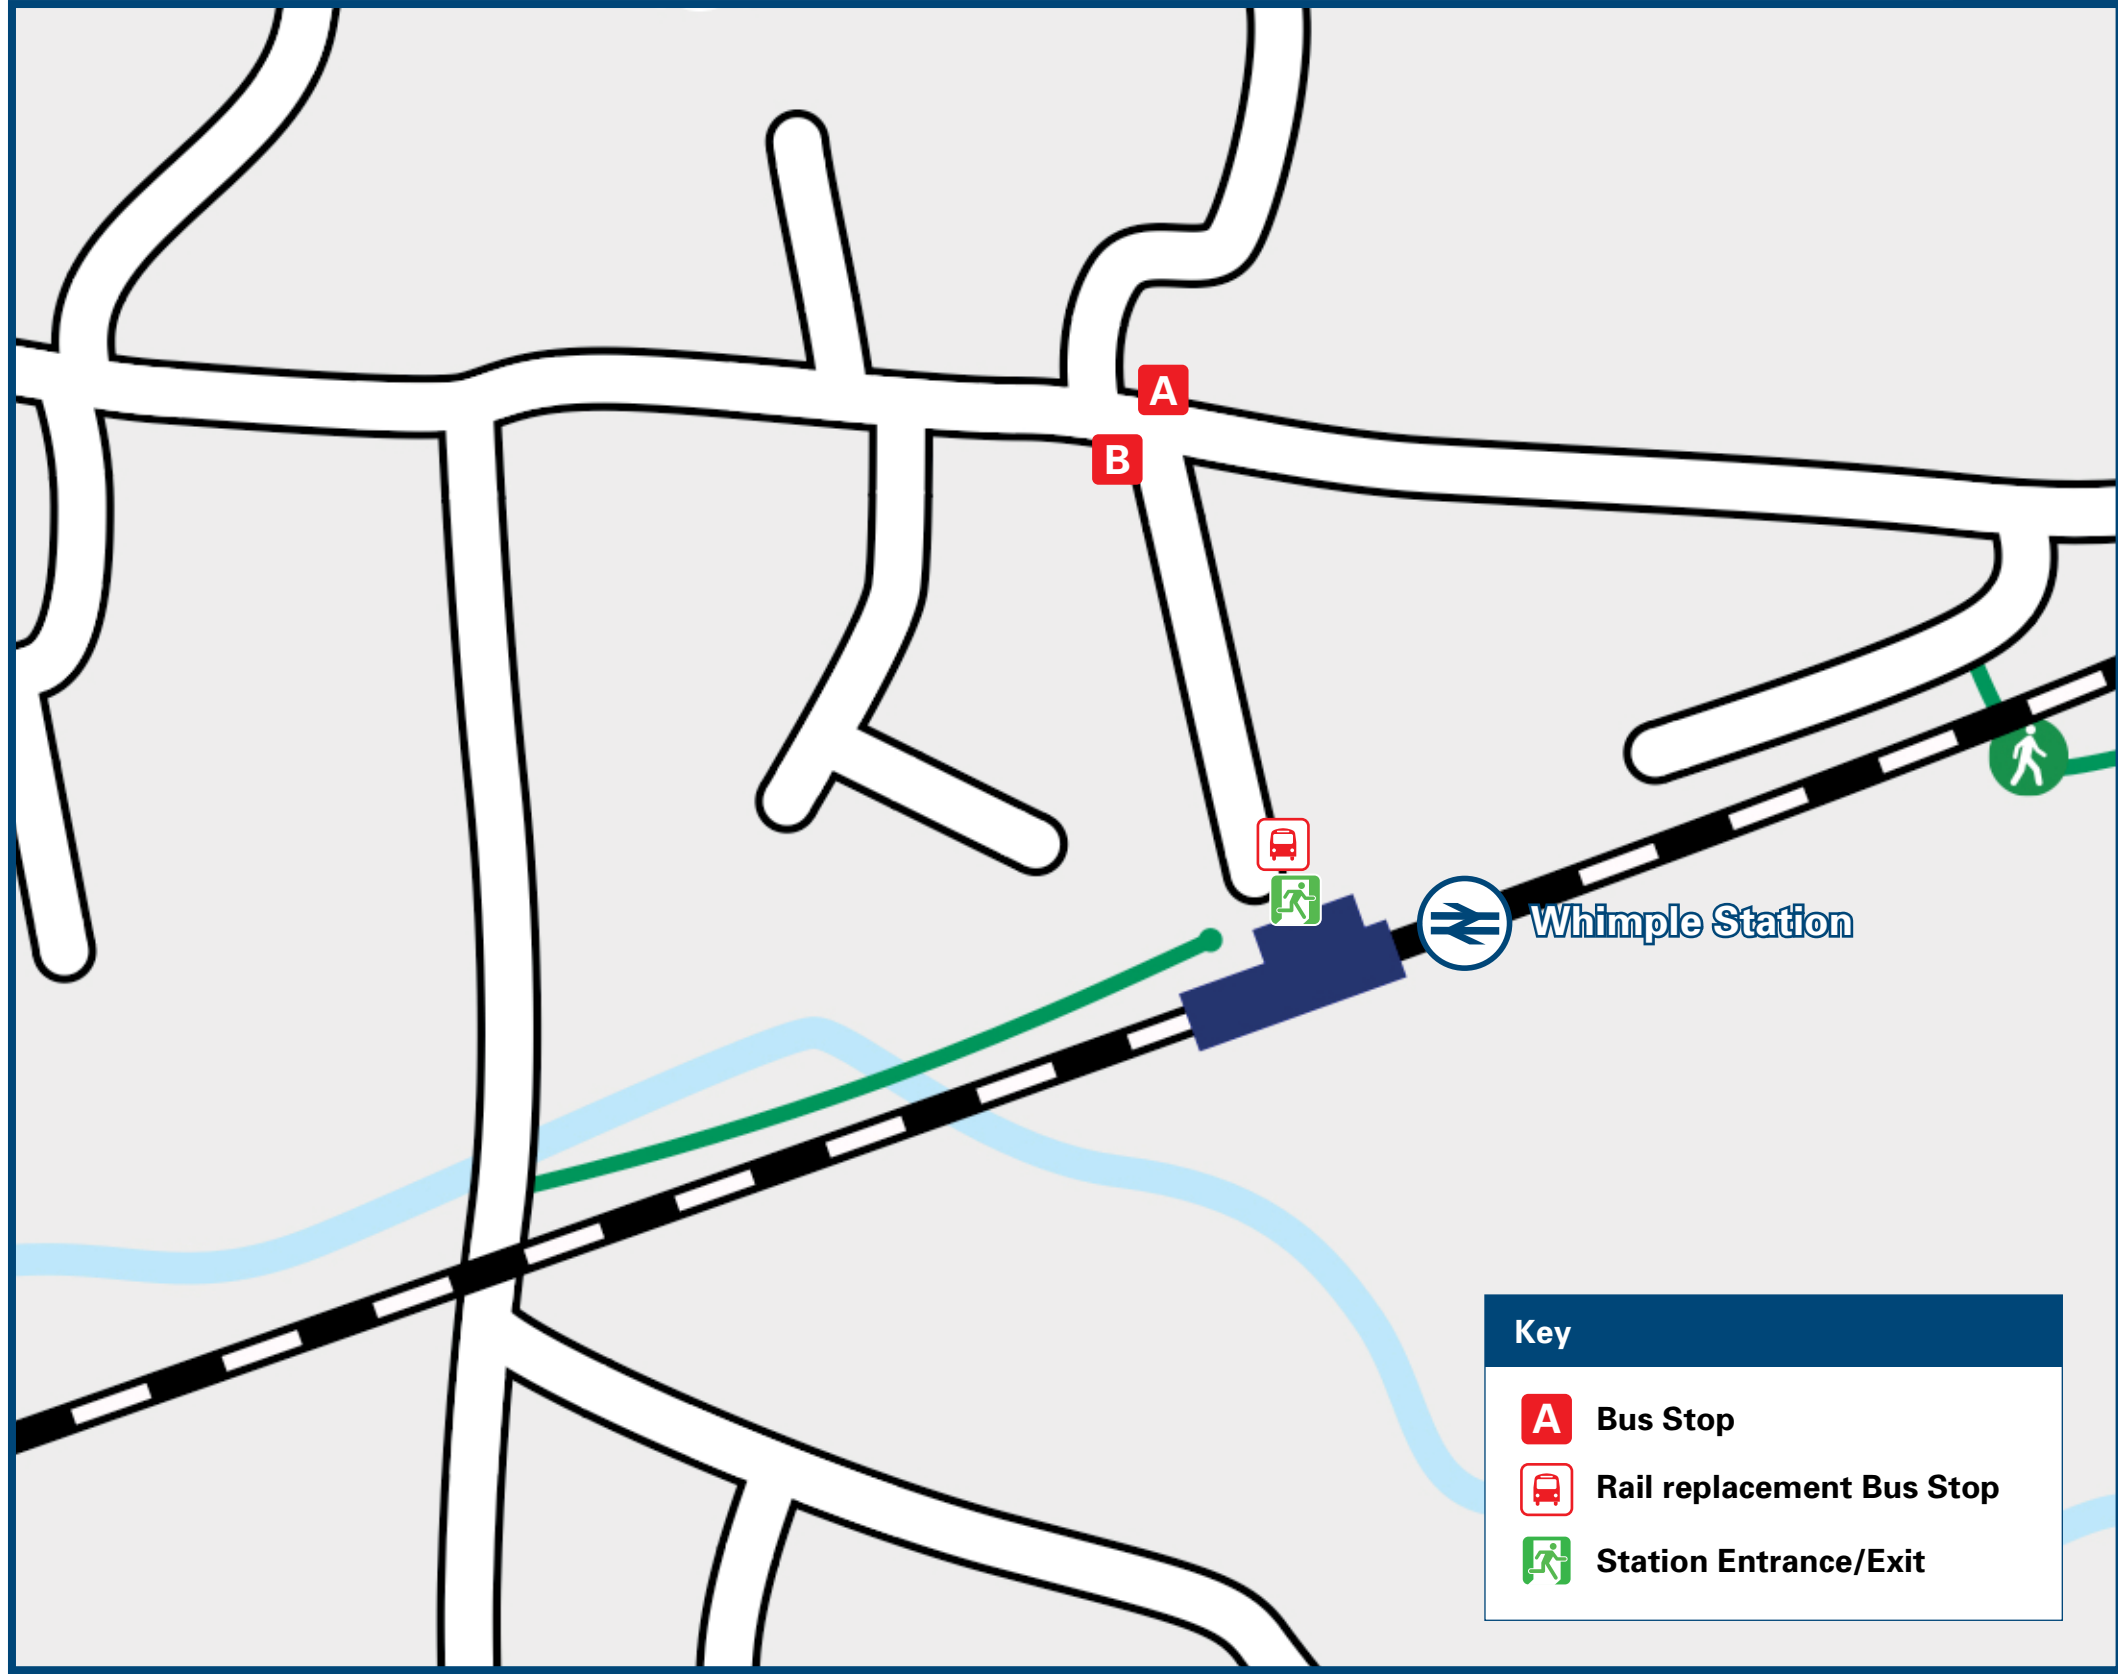 A
B
Whimple Station
Key
A Bus Stop
Rail replacement Bus Stop
Station Entrance/Exit